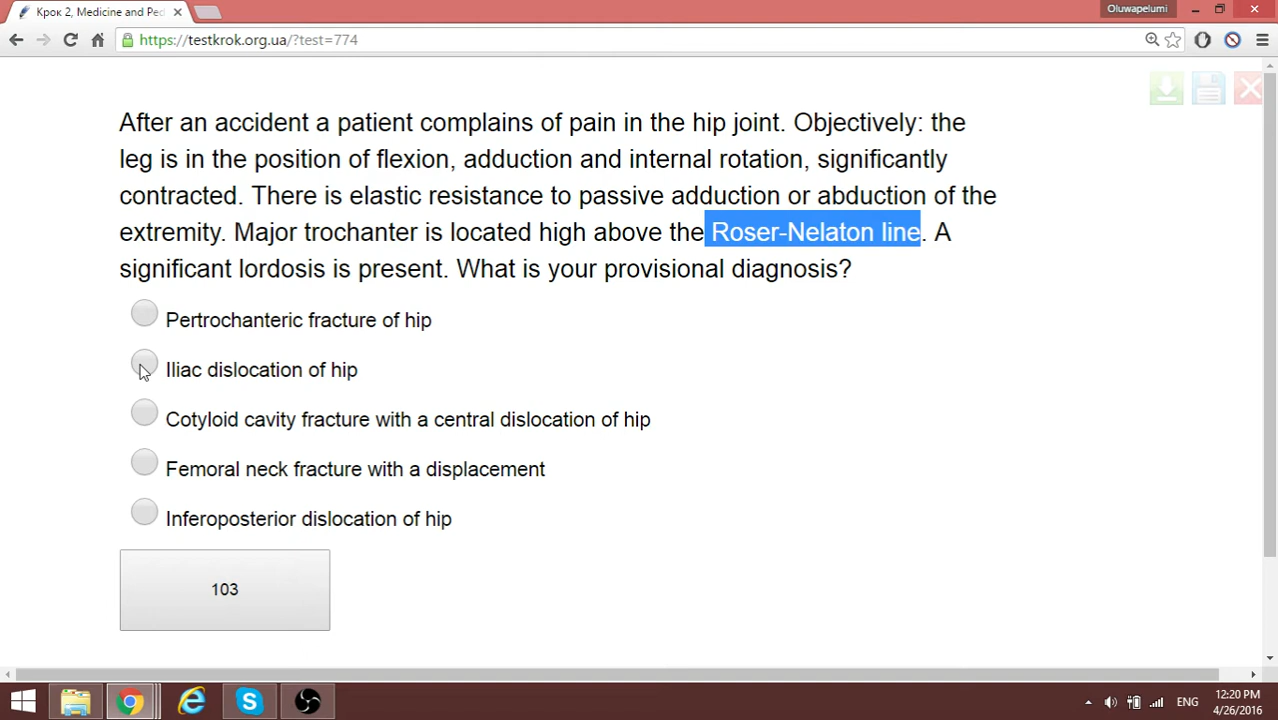 Крок 2, Medicine and Ped
Oluwapelumi
https://testkrok.org.ua/?test=774
After an accident a patient complains of pain in the hip joint. Objectively: the
leg is in the position of flexion, adduction and internal rotation, significantly
contracted. There is elastic resistance to passive adduction or abduction of the
extremity. Major trochanter is located high above the Roser-Nelaton line. A
significant lordosis is present. What is your provisional diagnosis?
Pertrochanteric fracture of hip
Iliac dislocation of hip
Cotyloid cavity fracture with a central dislocation of hip
Femoral neck fracture with a displacement
Inferoposterior dislocation of hip
103
ENG
12:20 PM
4/26/2016